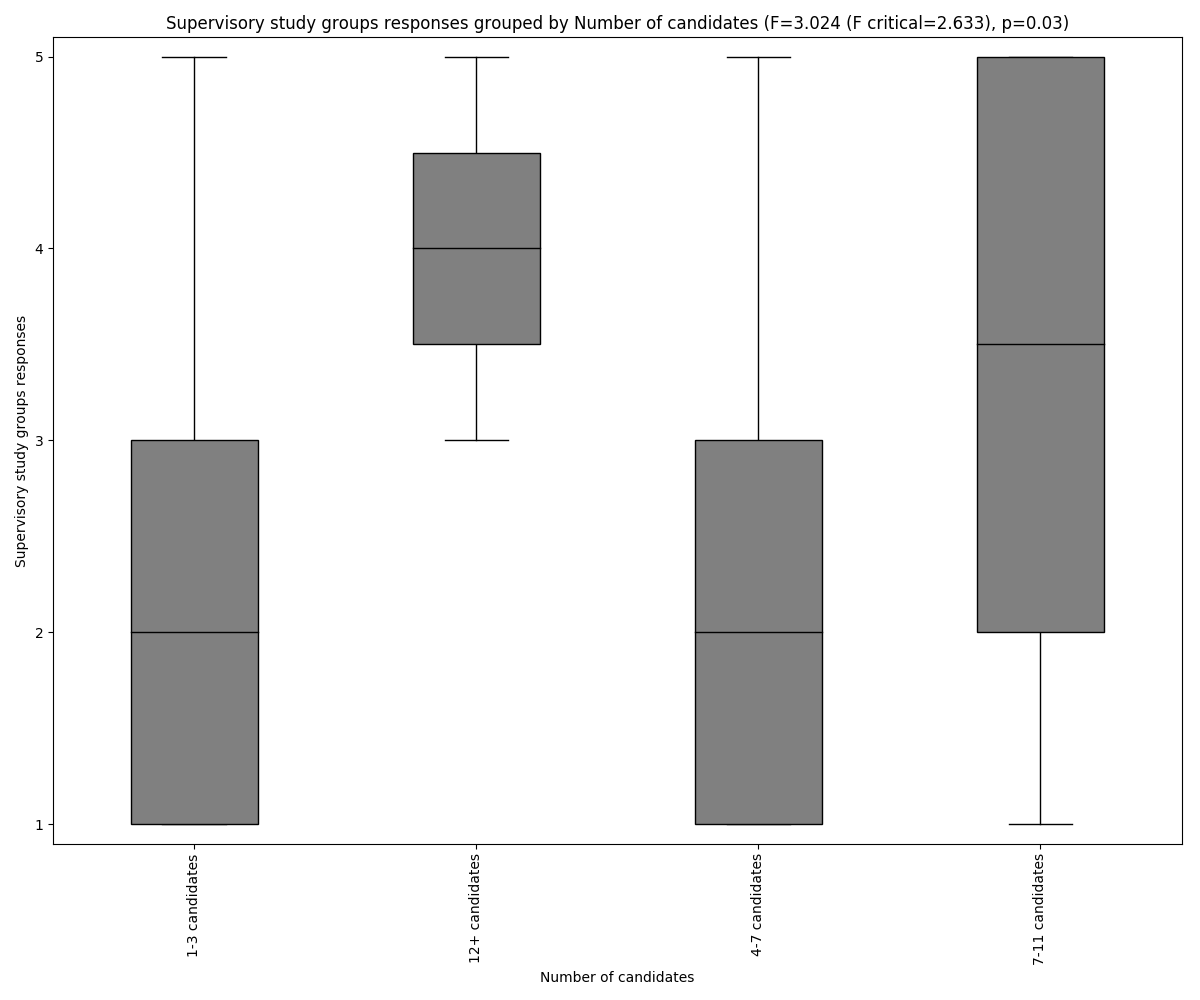 Supervisory study groups responses grouped by Number of candidates (F=3.024 (F critical=2.633), p=0.03)
Supervisory study groups responses
5
4
3
2
1
1-3 candidates
12+ candidates
4-7 candidates
7-11 candidates
Number of candidates